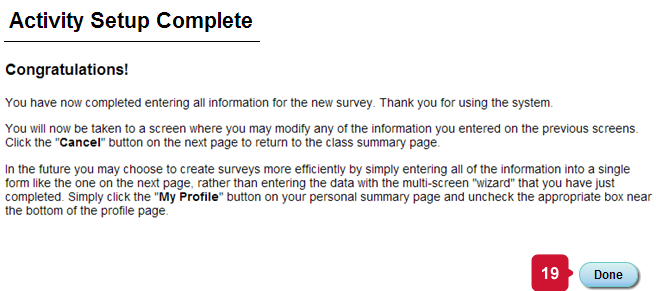 Activity Setup Complete
Congratulations!
You have now completed entering all information for the new survey. Thank you for using the system.
You will now be taken to a screen where you may modify any of the information you entered on the previous screens.
Click the "Cancel" button on the next page to return to the class summary page.
In the future you may choose to create surveys more efficiently by simply entering all of the information into a single
form like the one on the next page, rather than entering the data with the multi-screen "wizard" that you have just
completed. Simply click the "My Profile" button on your personal summary page and uncheck the appropriate box near
the bottom of the profile page.
19 Done